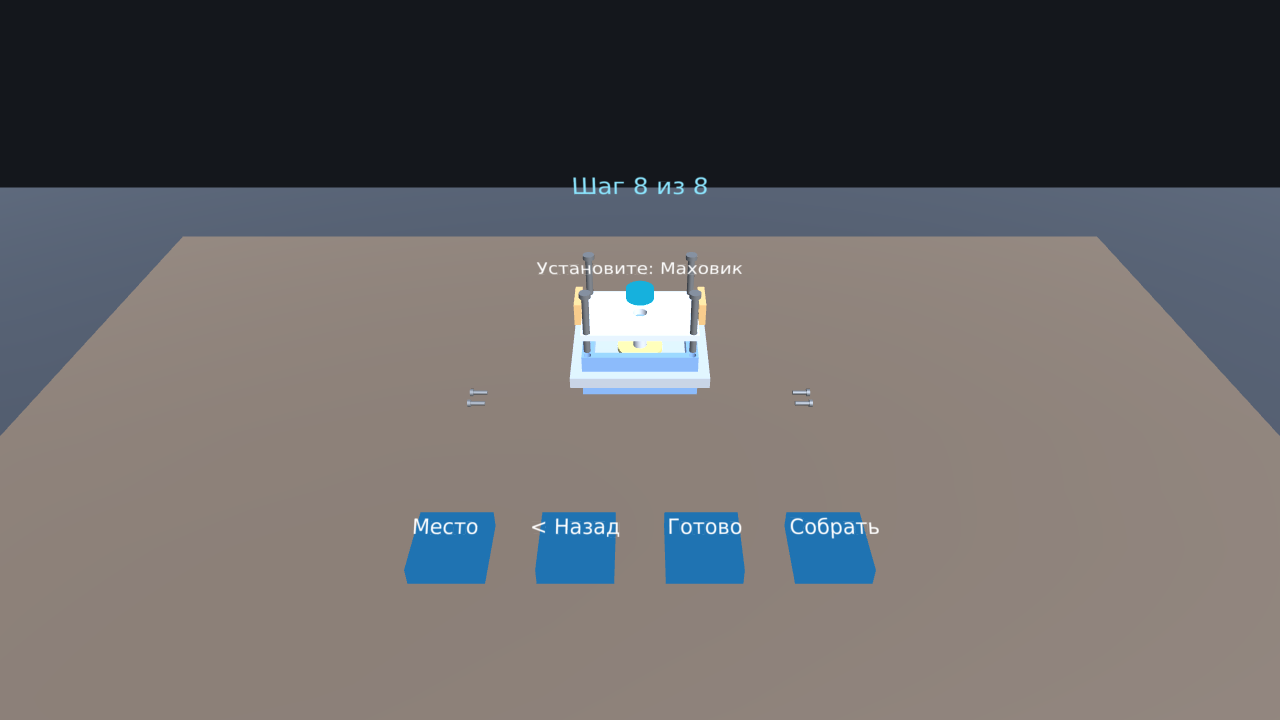 Шаг 8 из 8
Установите: Маховик
Место
< Назад
Готово
Собрать